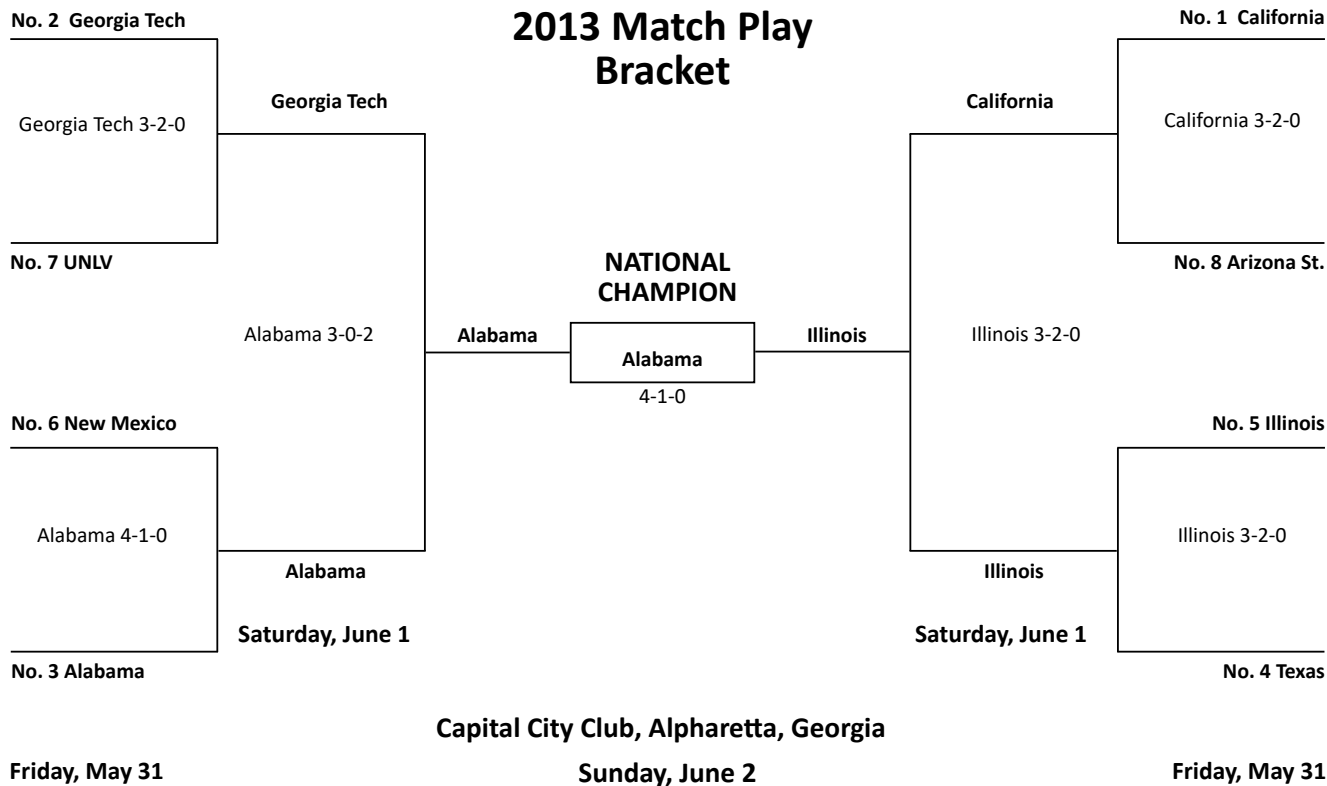 2013 Match Play
Bracket
No. 2  Georgia Tech
No. 1  California
Georgia Tech
California
Georgia Tech 3-2-0
California 3-2-0
No. 7 UNLV
No. 8 Arizona St.
NATIONAL
CHAMPION
Alabama 3-0-2
Alabama
Alabama
Illinois
Illinois 3-2-0
4-1-0
No. 6 New Mexico
No. 5 Illinois
Alabama 4-1-0
Illinois 3-2-0
Alabama
Illinois
Saturday, June 1
Saturday, June 1
No. 3 Alabama
No. 4 Texas
Capital City Club, Alpharetta, Georgia
Friday, May 31
Sunday, June 2
Friday, May 31